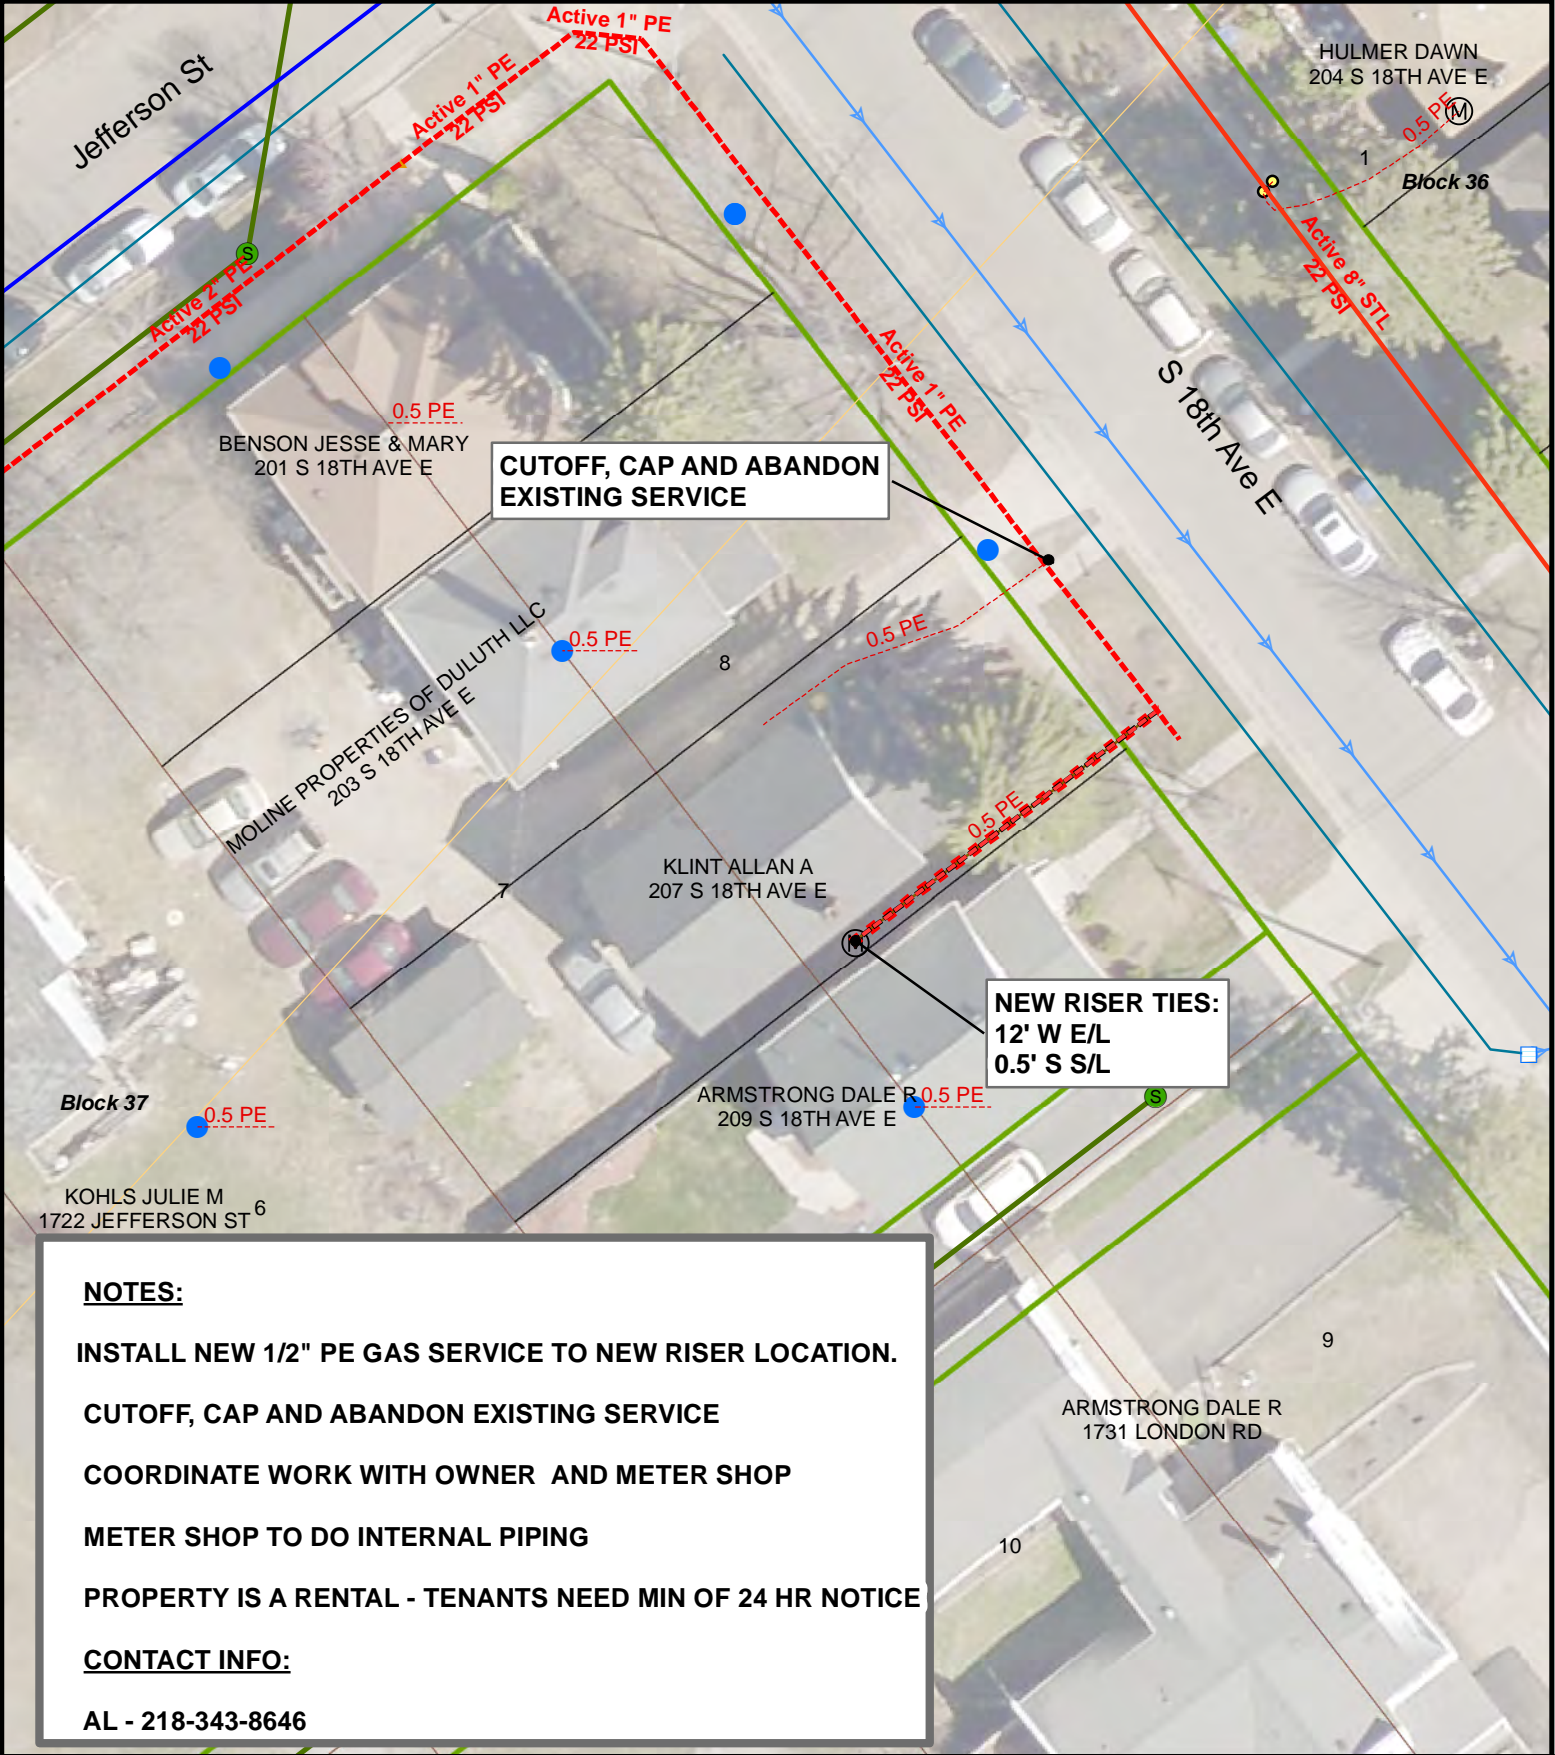 Active 1" PE
22 PSI
Jefferson St
Active 1" PE
22 PSI
HULMER DAWN
204 S 18TH AVE E
0.5 PE
M
1
Block 36
S
Active 2" PE
22 PSI
Active 8" STL
22 PSI
Active 1" PE
22 PSI
S 18th Ave E
0.5 PE
BENSON JESSE & MARY
201 S 18TH AVE E
CUTOFF, CAP AND ABANDON
EXISTING SERVICE
0.5 PE
0.5 PE
8
MOLINE PROPERTIES OF DULUTH LLC
203 S 18TH AVE E
0.5 PE
KLINT ALLAN A
207 S 18TH AVE E
7
M
NEW RISER TIES:
12' W E/L
0.5' S S/L
ARMSTRONG DALE R
209 S 18TH AVE E
0.5 PE
S
Block 37
0.5 PE
KOHLS JULIE M
1722 JEFFERSON ST
6
NOTES:
INSTALL NEW 1/2" PE GAS SERVICE TO NEW RISER LOCATION.
CUTOFF, CAP AND ABANDON EXISTING SERVICE
COORDINATE WORK WITH OWNER  AND METER SHOP
METER SHOP TO DO INTERNAL PIPING
PROPERTY IS A RENTAL - TENANTS NEED MIN OF 24 HR NOTICE
CONTACT INFO:
AL - 218-343-8646
9
ARMSTRONG DALE R
1731 LONDON RD
10